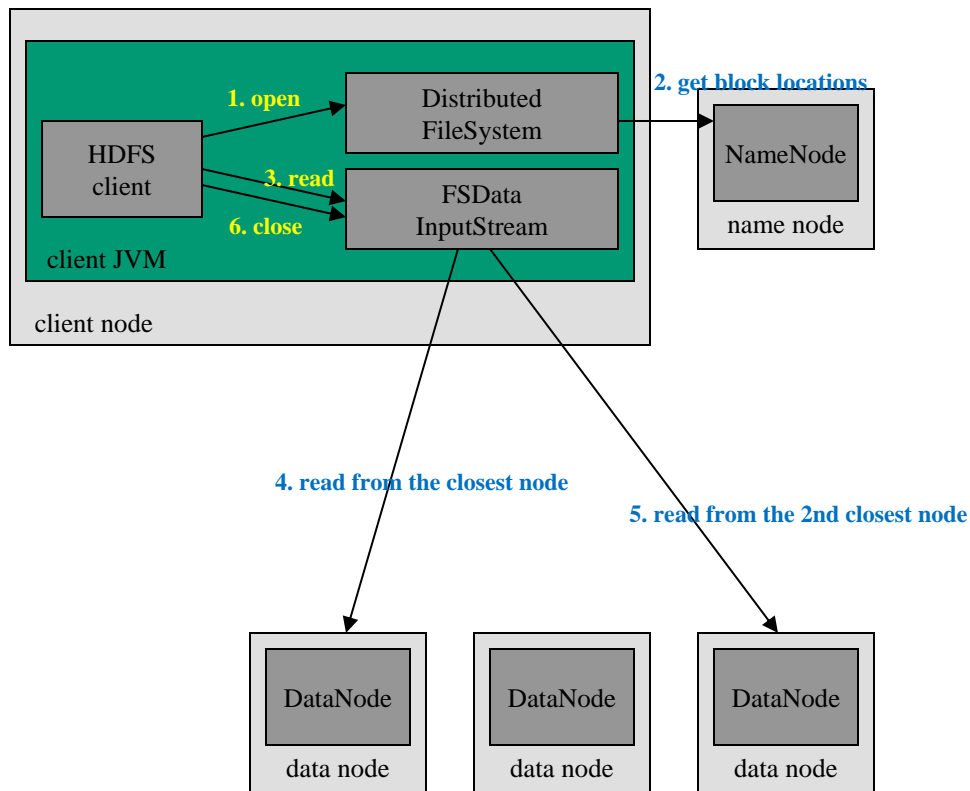 1. open
Distributed
FileSystem
2. get block locations
HDFS
client
NameNode
3. read
FSData
InputStream
6. close
name node
client JVM
client node
4. read from the closest node
5. read from the 2nd closest node
DataNode
DataNode
DataNode
data node
data node
data node